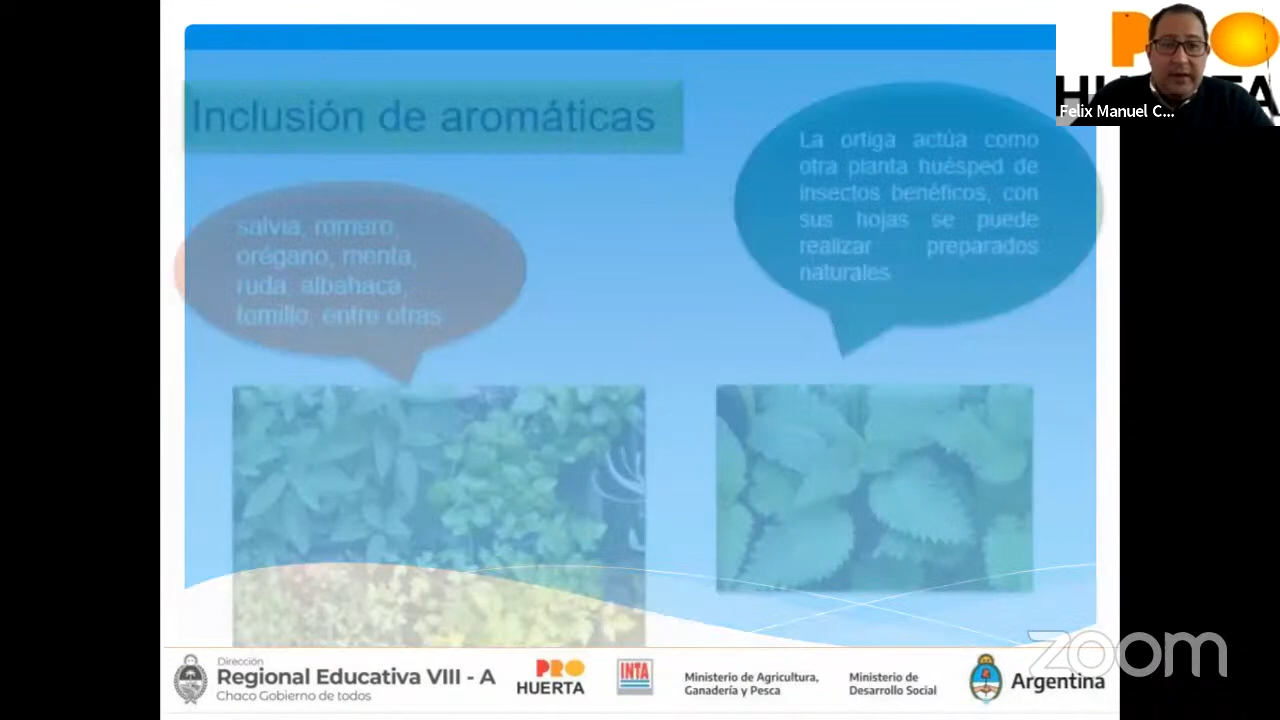 PRO
HUERTA
Felix Manuel C...
Inclusión de aromáticas
La ortiga actúa como
otra planta huésped de
insectos benéficos, con
sus hojas se puede
realizar preparados
naturales
salvia, romero,
orégano, menta,
ruda, albahaca,
tomillo, entre otras
Dirección
Regional Educativa VIII - A
Chaco Gobierno de todos
PRO
HUERTA
INTA
Ministerio de Agricultura,
Ganadería y Pesca
Ministerio de
Desarrollo Social
Argentina
zoom